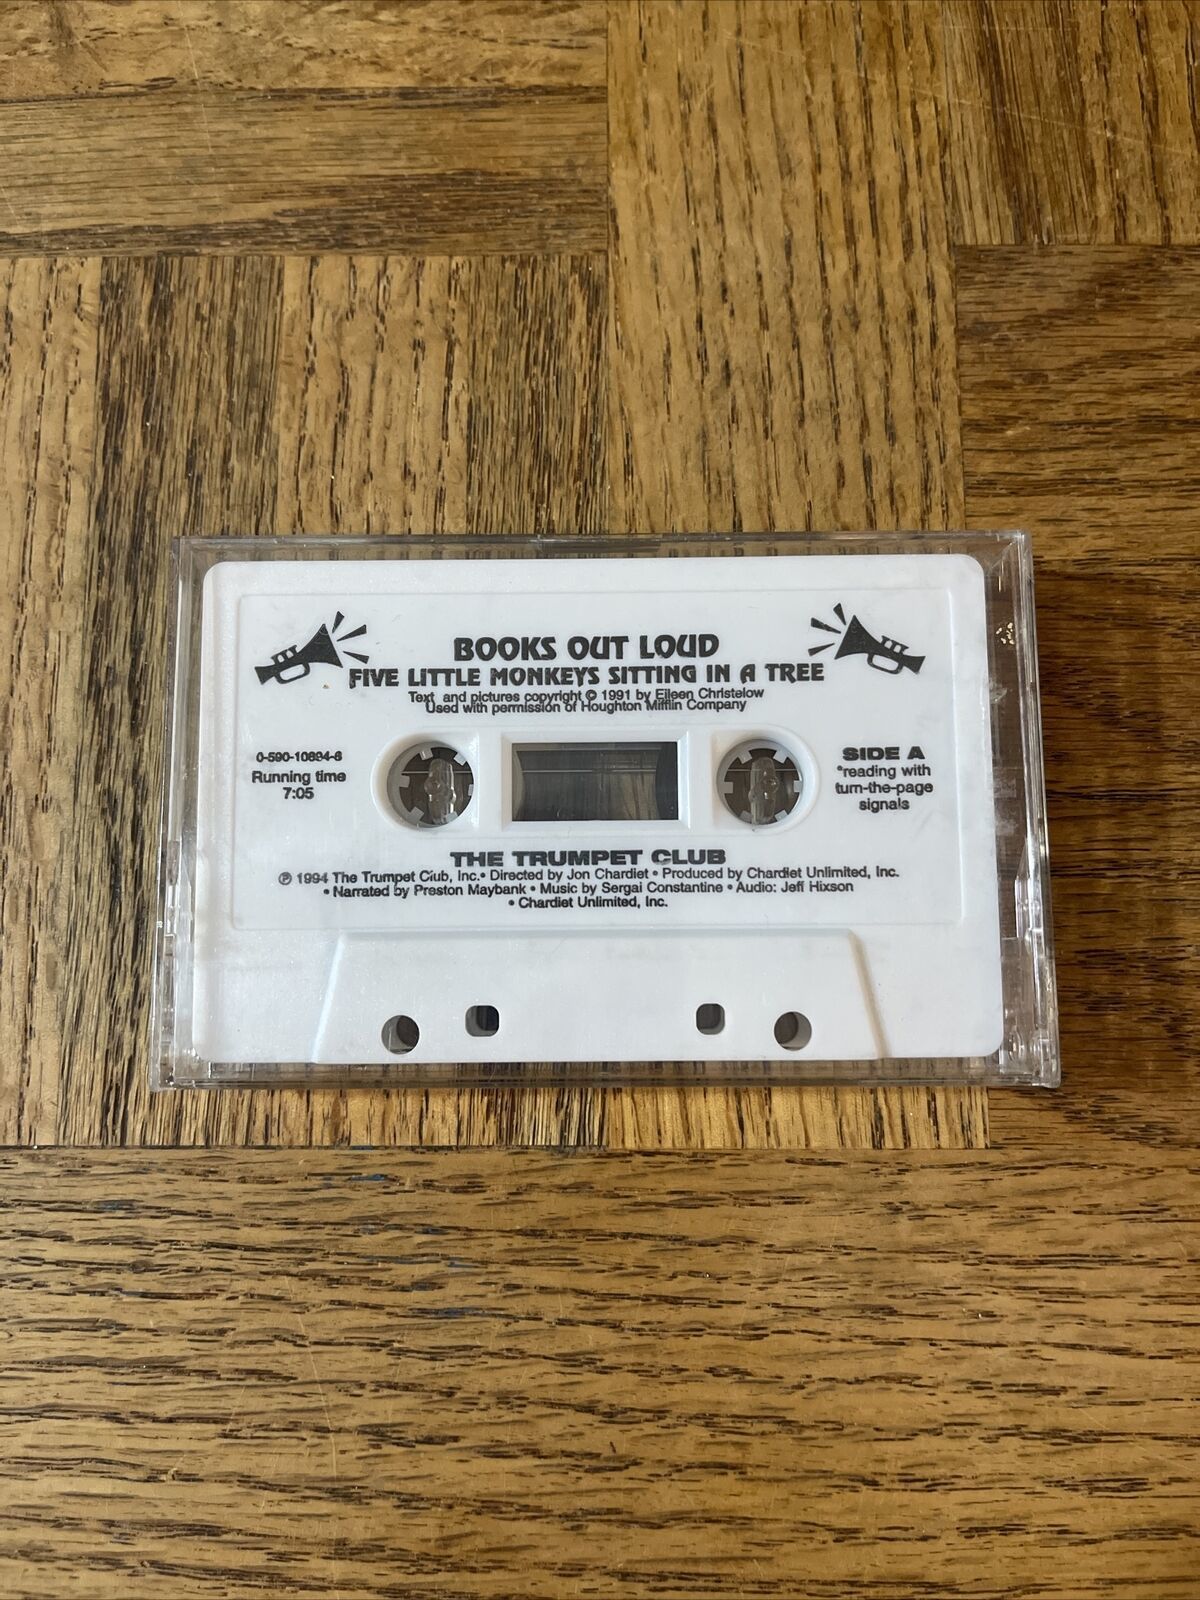 BOOKS OUT LOUD
FIVE LITTLE MONKEYS SITTING IN A TREE
Text and pictures copyright © 1991 by Eileen Christelow
Used with permission of Houghton Mifflin Company
0-590-10894-6
Running time
7:05
SIDE A
*reading with
turn-the-page
signals
THE TRUMPET CLUB
℗ 1994 The Trumpet Club, Inc. • Directed by Jon Chardiet • Produced by Chardiet Unlimited, Inc.
• Narrated by Preston Maybank • Music by Sergai Constantine • Audio: Jeff Hixson
• Chardiet Unlimited, Inc.